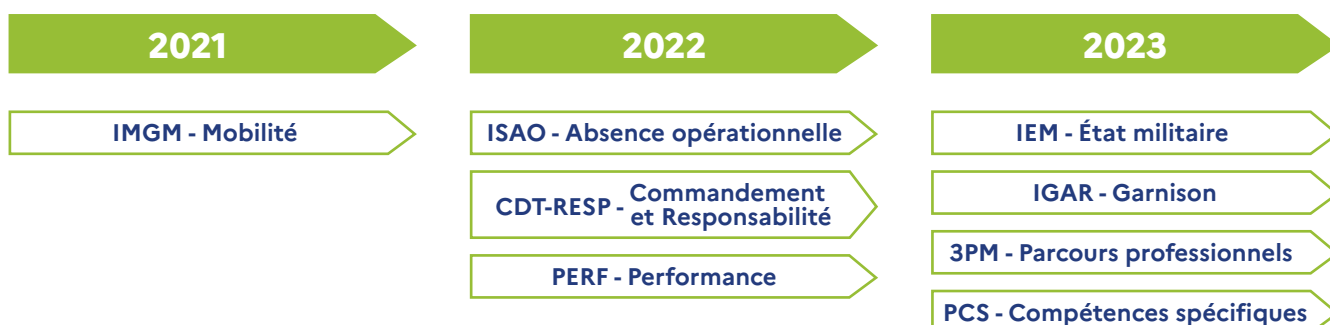 2021
IMGM - Mobilité
2022
ISAO - Absence opérationnelle
CDT-RESP - Commandement
et Responsabilité
PERF - Performance
2023
IEM - État militaire
IGAR - Garnison
3PM - Parcours professionnels
PCS - Compétences spécifiques